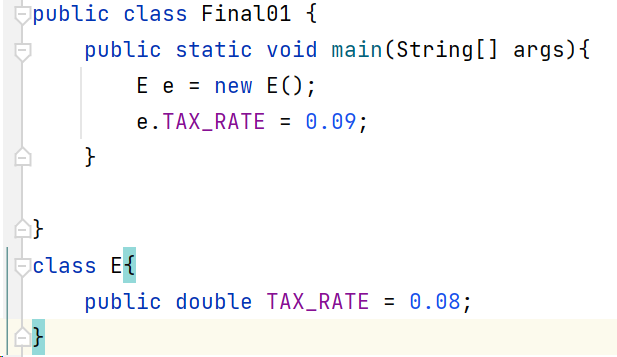 public class Final01 {
    public static void main(String[] args){
        E e = new E();
        e.TAX_RATE = 0.09;
    }
}
class E{
    public double TAX_RATE = 0.08;
}